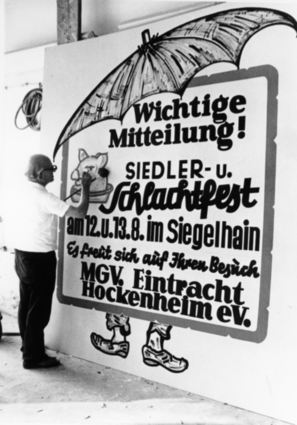 Wichtige
Mitteilung!
SIEDLER- u.
Schlachtfest
am 12. u. 13.8. im Siegelhain
Es freut sich auf Ihren Besuch
MGV. Eintracht
Hockenheim eV.